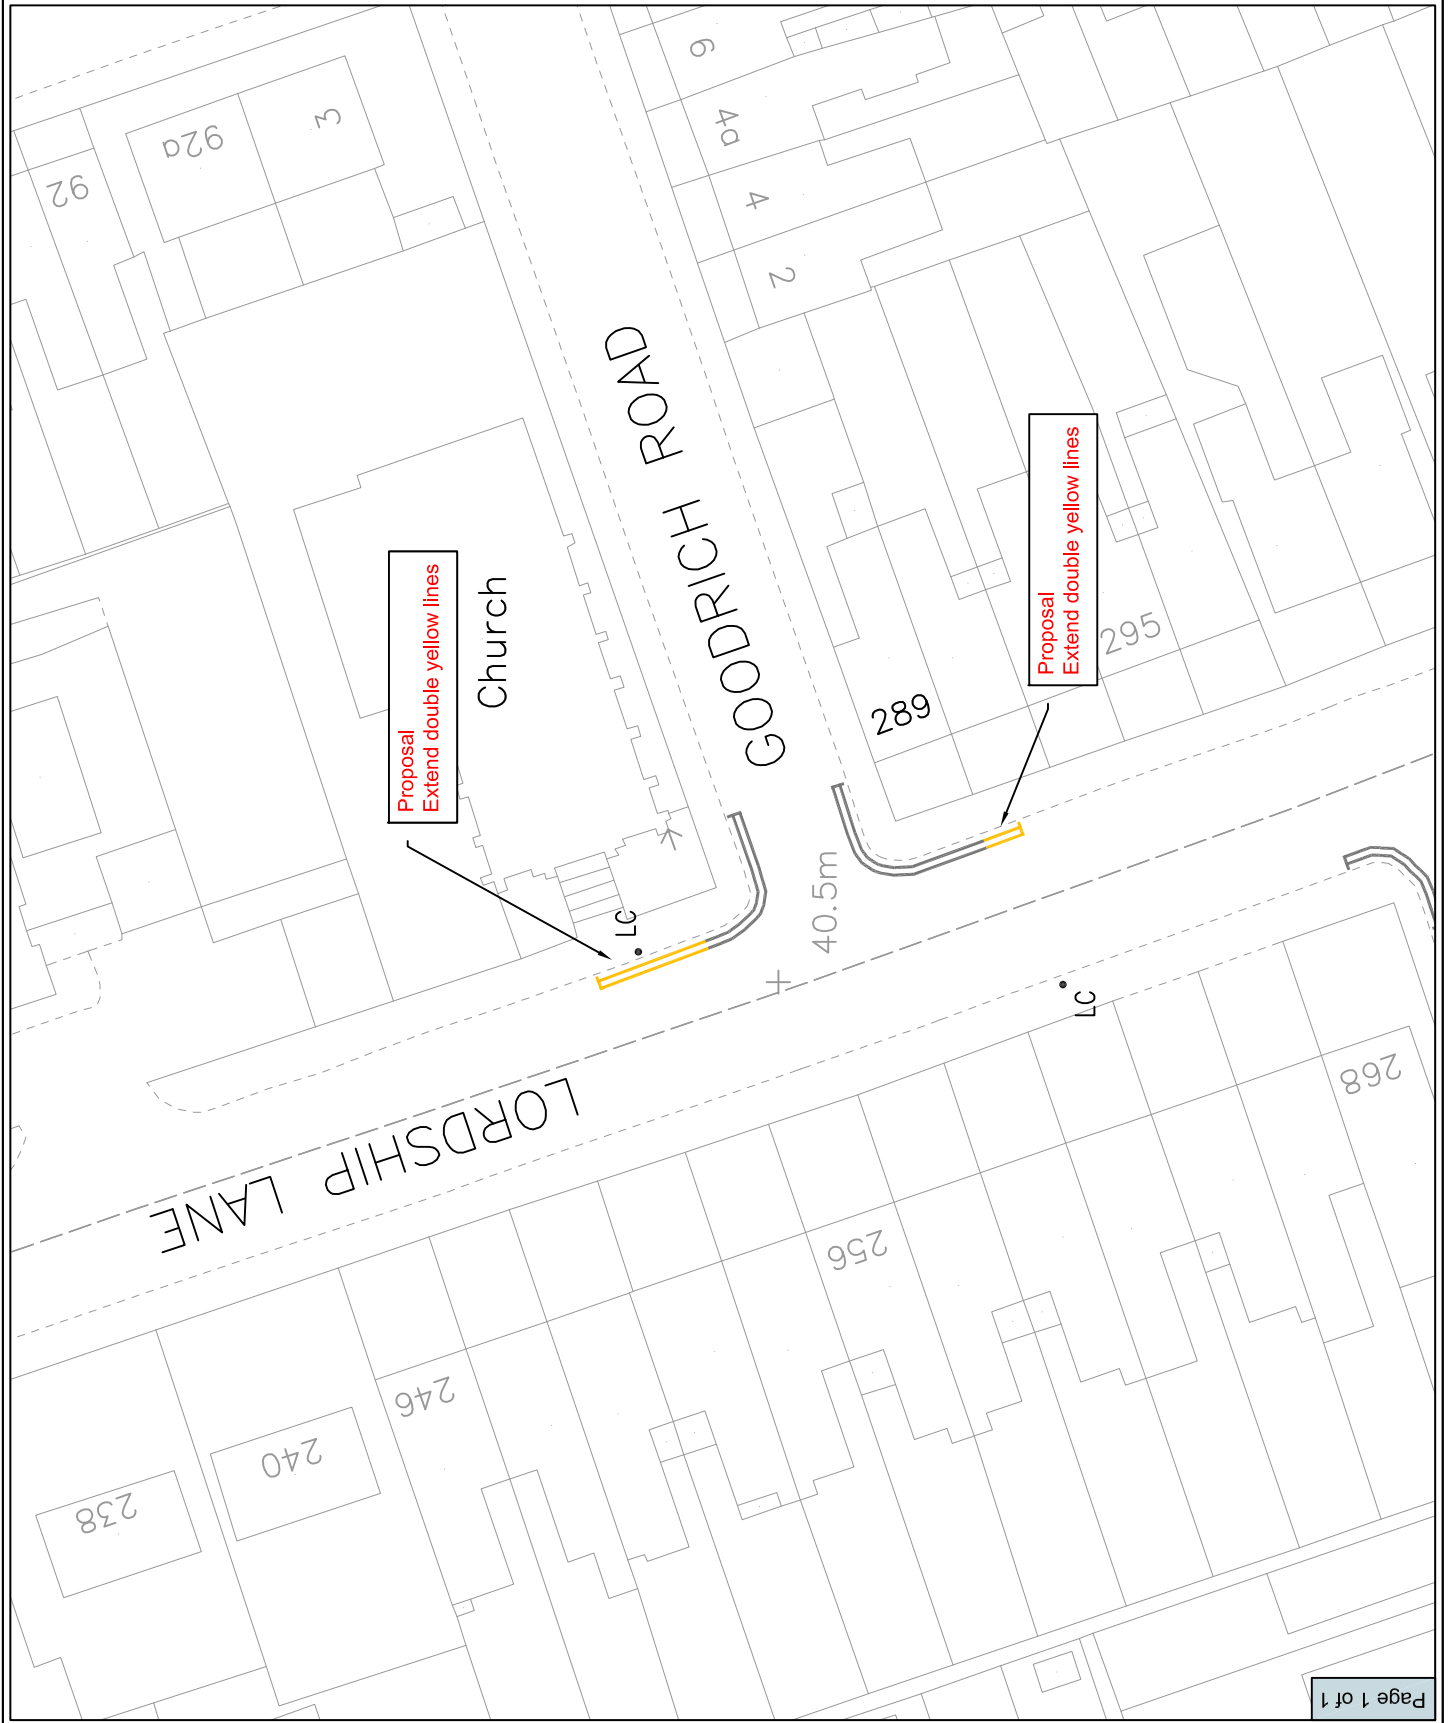 92
92a
3
6
4a
4
2
GOODRICH ROAD
Proposal
Extend double yellow lines
Church
Proposal
Extend double yellow lines
295
289
40.5m
LC
LC
LORDSHIP LANE
268
256
246
240
238
Page 1 of 1